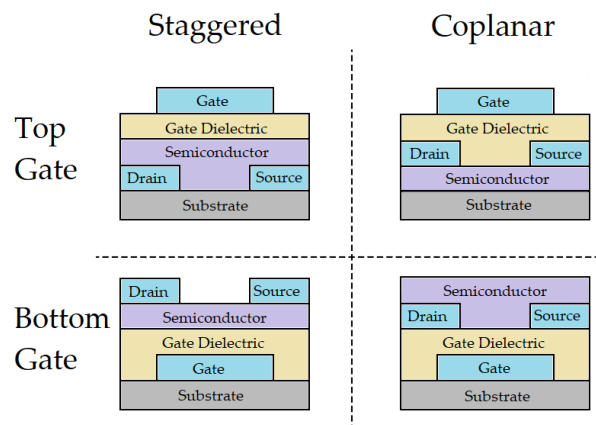 Staggered
Coplanar
Top
Gate
Gate
Gate Dielectric
Semiconductor
Drain
Source
Substrate
Gate
Gate Dielectric
Drain
Source
Semiconductor
Substrate
Bottom
Gate
Drain
Source
Semiconductor
Gate Dielectric
Gate
Substrate
Semiconductor
Drain
Source
Gate Dielectric
Gate
Substrate